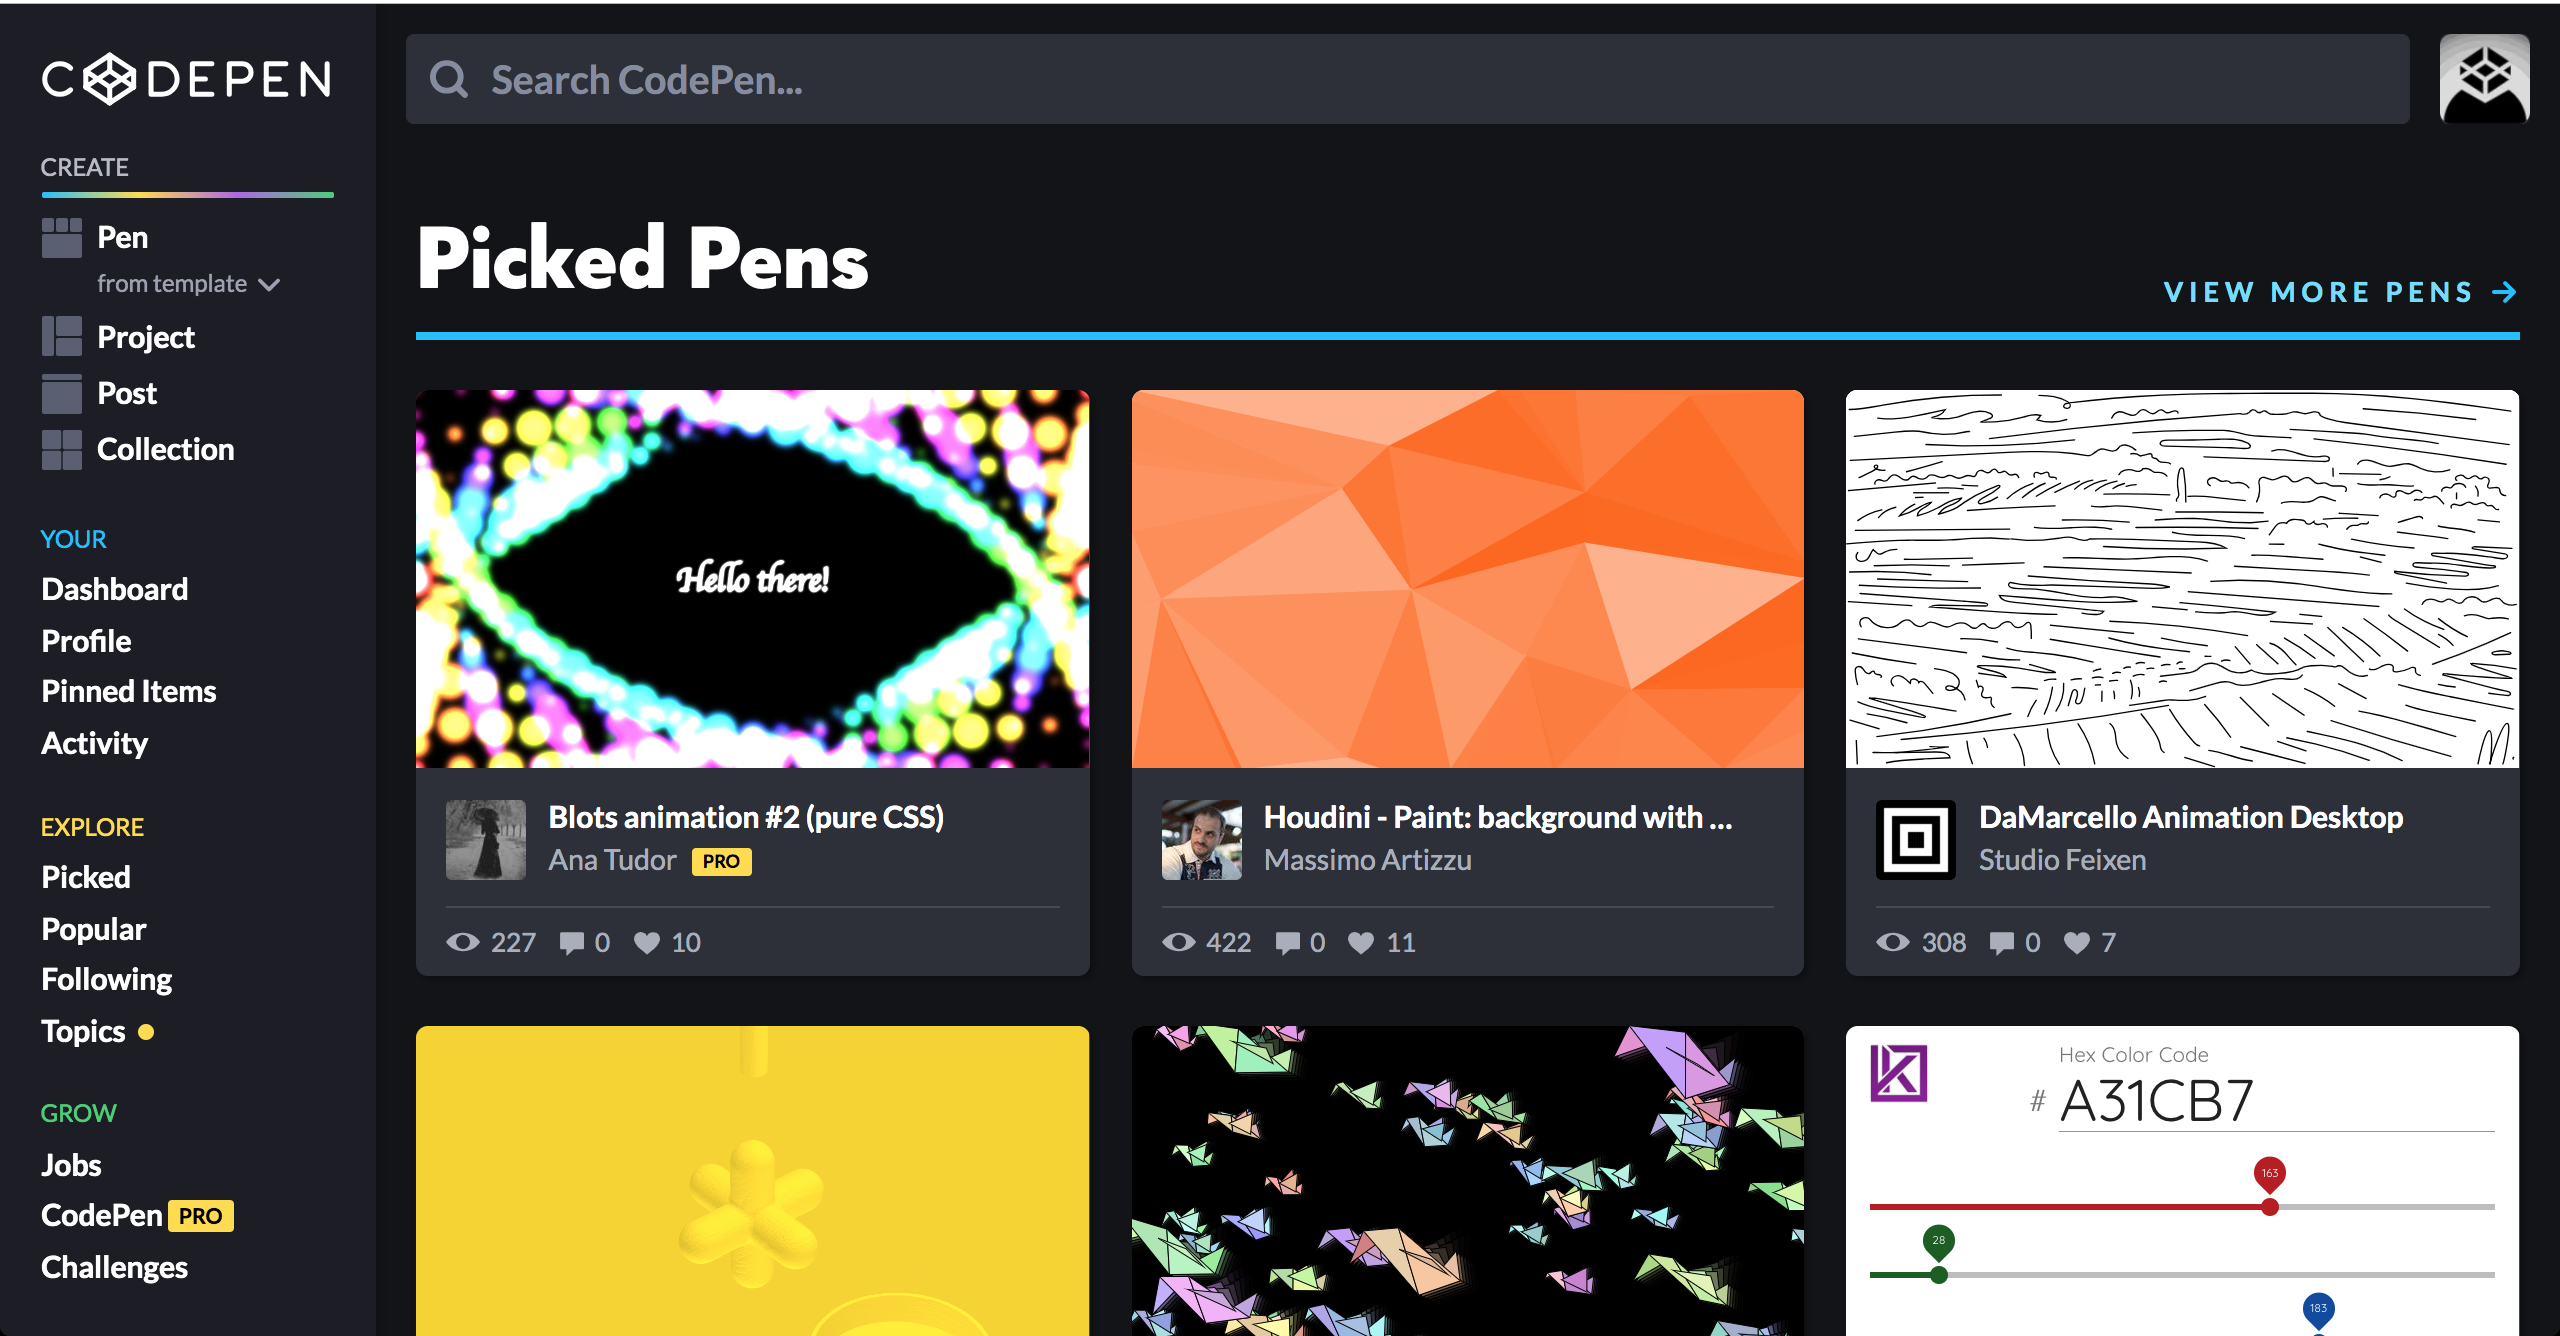 CODEPEN
Search CodePen...
CREATE
Pen
from template
Project
Post
Collection
YOUR
Dashboard
Profile
Pinned Items
Activity
EXPLORE
Picked
Popular
Following
Topics
GROW
Jobs
CodePen PRO
Challenges
Picked Pens
VIEW MORE PENS →
Hello there!
Blots animation #2 (pure CSS)
Ana Tudor PRO
227 0 10
Houdini - Paint: background with ...
Massimo Artizzu
422 0 11
DaMarcello Animation Desktop
Studio Feixen
308 0 7
Hex Color Code
# A31CB7
163
28
183